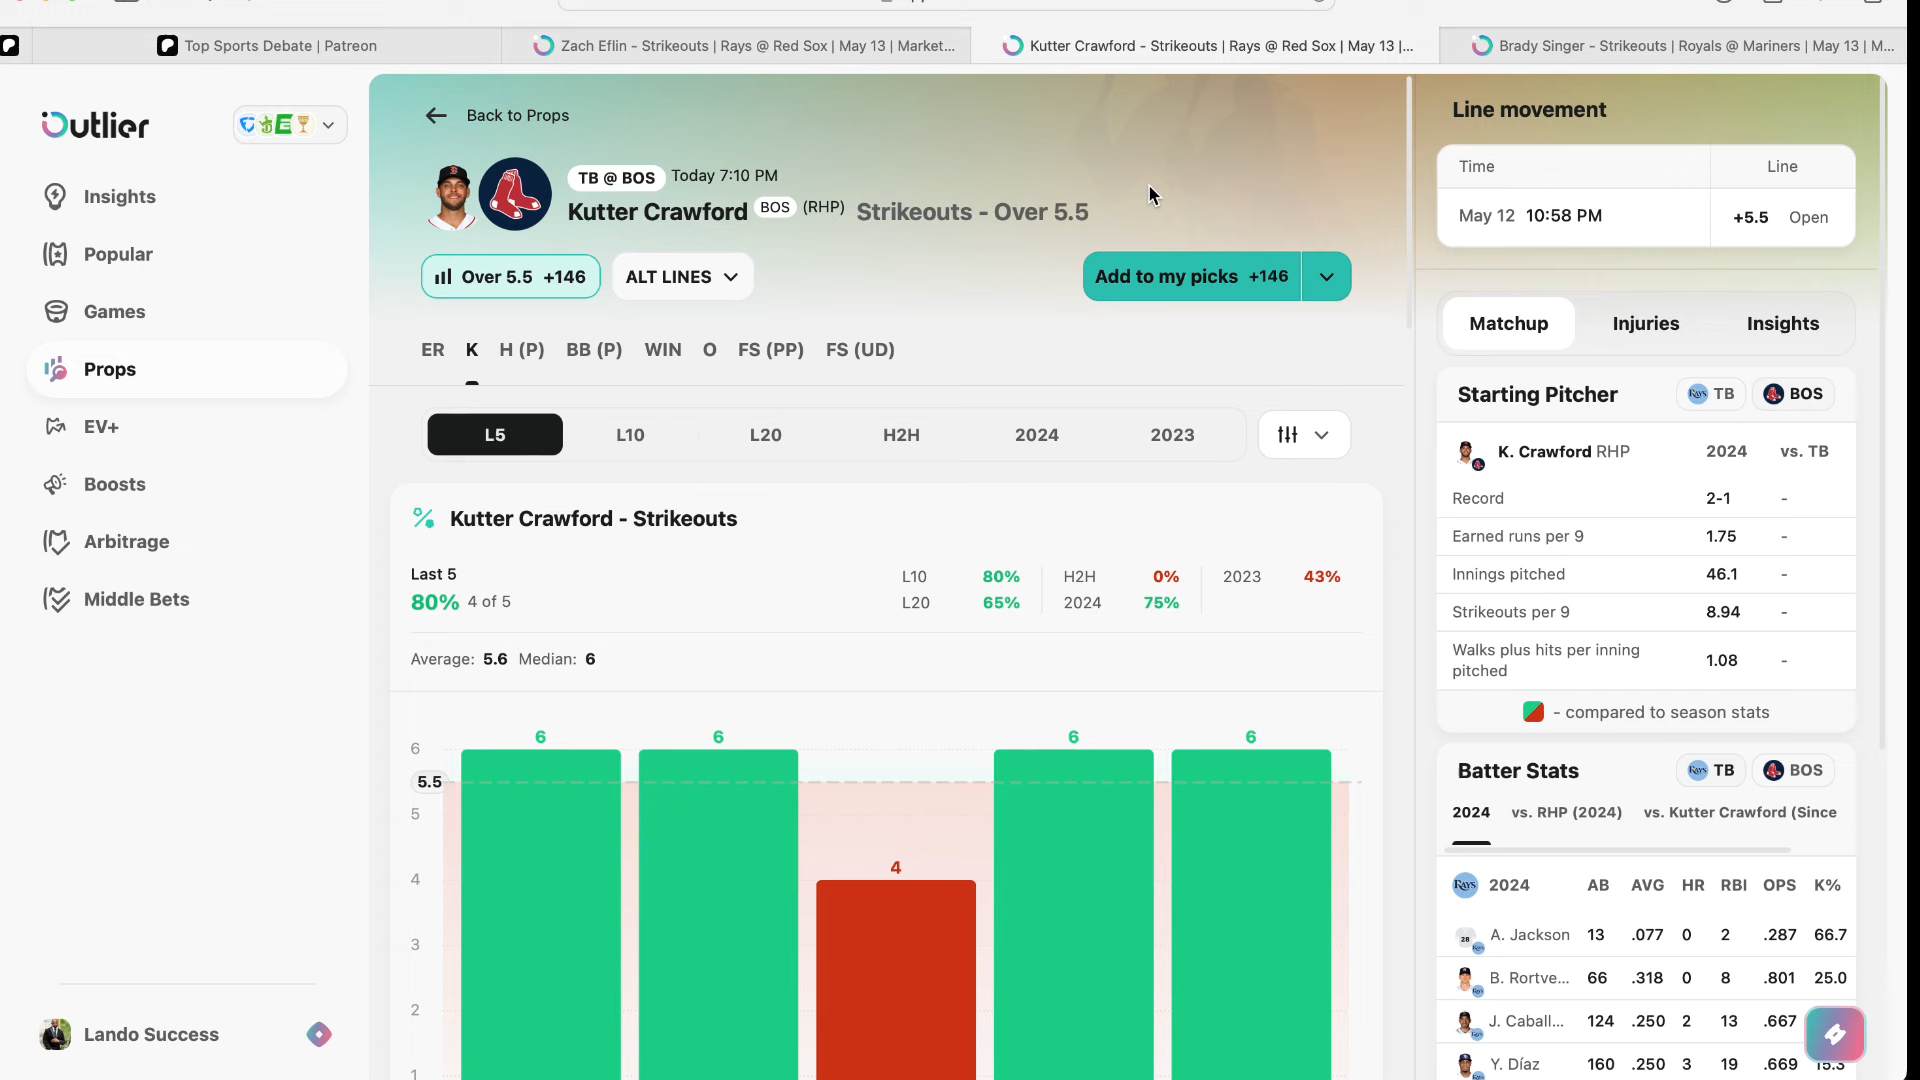 Top Sports Debate | Patreon
Zach Eflin - Strikeouts | Rays @ Red Sox | May 13 | Market...
Kutter Crawford - Strikeouts | Rays @ Red Sox | May 13 |...
Brady Singer - Strikeouts | Royals @ Mariners | May 13 | M...
Outlier
Insights
Popular
Games
Props
EV+
Boosts
Arbitrage
Middle Bets
Lando Success
Back to Props
TB @ BOS Today 7:10 PM
Kutter Crawford BOS (RHP) Strikeouts - Over 5.5
Over 5.5 +146 ALT LINES
Add to my picks +146
ER K H (P) BB (P) WIN O FS (PP) FS (UD)
L5 L10 L20 H2H 2024 2023
Kutter Crawford - Strikeouts
Last 5
80% 4 of 5
L10 80% H2H 0% 2023 43%
L20 65% 2024 75%
Average: 5.6 Median: 6
6 6 6 6
6
5.5
5
4
4
3
2
1
Line movement
Time Line
May 12 10:58 PM +5.5 Open
Matchup Injuries Insights
Starting Pitcher TB BOS
K. Crawford RHP 2024 vs. TB
Record 2-1 -
Earned runs per 9 1.75 -
Innings pitched 46.1 -
Strikeouts per 9 8.94 -
Walks plus hits per inning
pitched 1.08 -
- compared to season stats
Batter Stats Rays TB BOS
2024 vs. RHP (2024) vs. Kutter Crawford (Since
Rays 2024 AB AVG HR RBI OPS K%
A. Jackson 13 .077 0 2 .287 66.7
B. Rortve... 66 .318 0 8 .801 25.0
J. Caball... 124 .250 2 13 .667
Y. Díaz 160 .250 3 19 .669 15.3